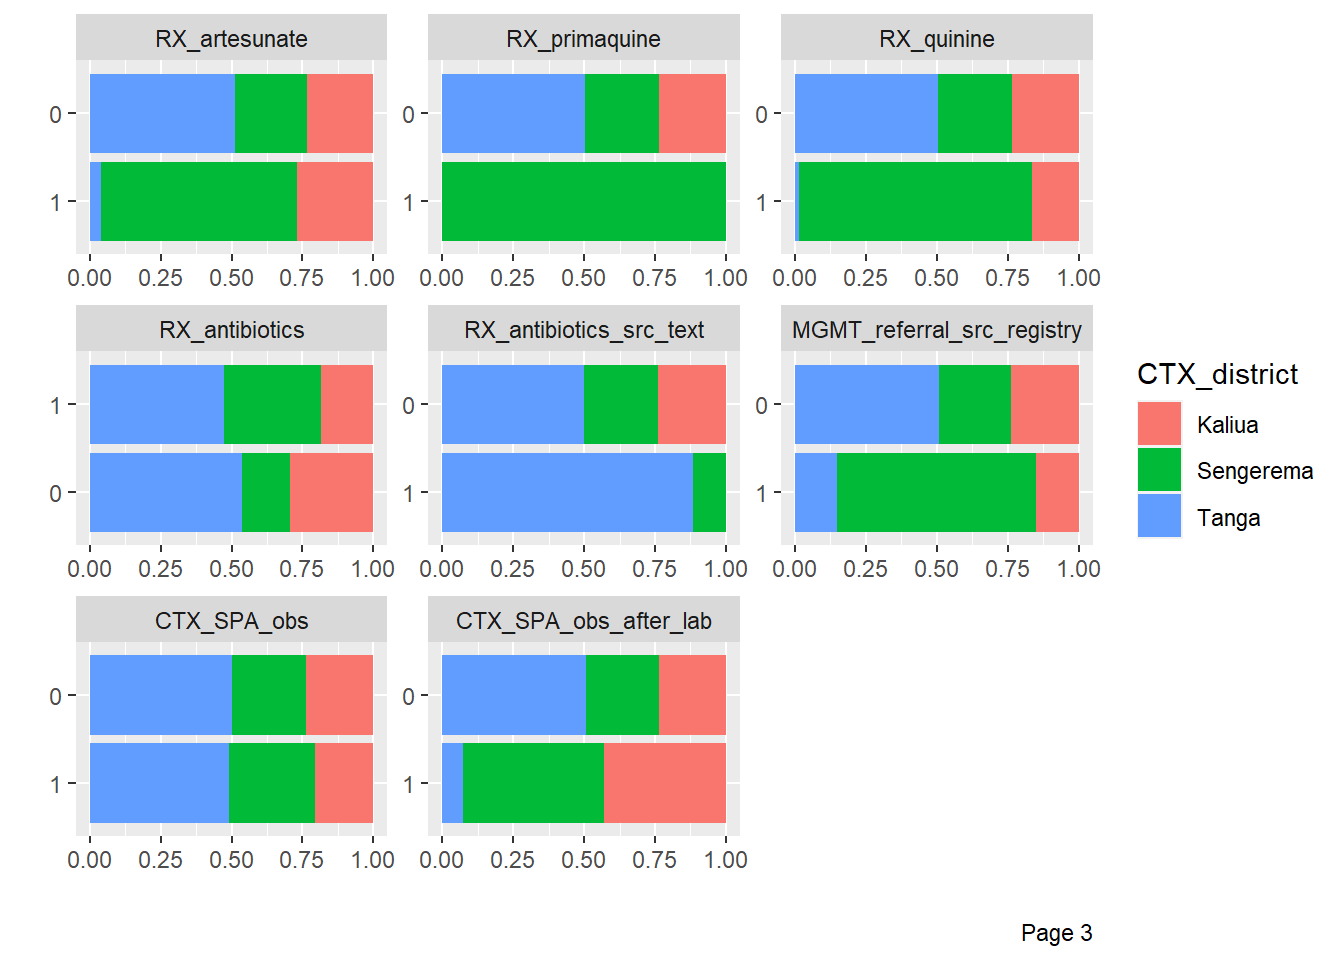 RX_artesunate
RX_primaquine
RX_quinine
0
1
0
1
0
1
0.00 0.25 0.50 0.75 1.00
0.00 0.25 0.50 0.75 1.00
0.00 0.25 0.50 0.75 1.00
RX_antibiotics
RX_antibiotics_src_text
MGMT_referral_src_registry
1
0
0
1
0
1
0.00 0.25 0.50 0.75 1.00
0.00 0.25 0.50 0.75 1.00
0.00 0.25 0.50 0.75 1.00
CTX_SPA_obs
CTX_SPA_obs_after_lab
0
1
0
1
0.00 0.25 0.50 0.75 1.00
0.00 0.25 0.50 0.75 1.00
CTX_district
Kaliua
Sengerema
Tanga
Page 3